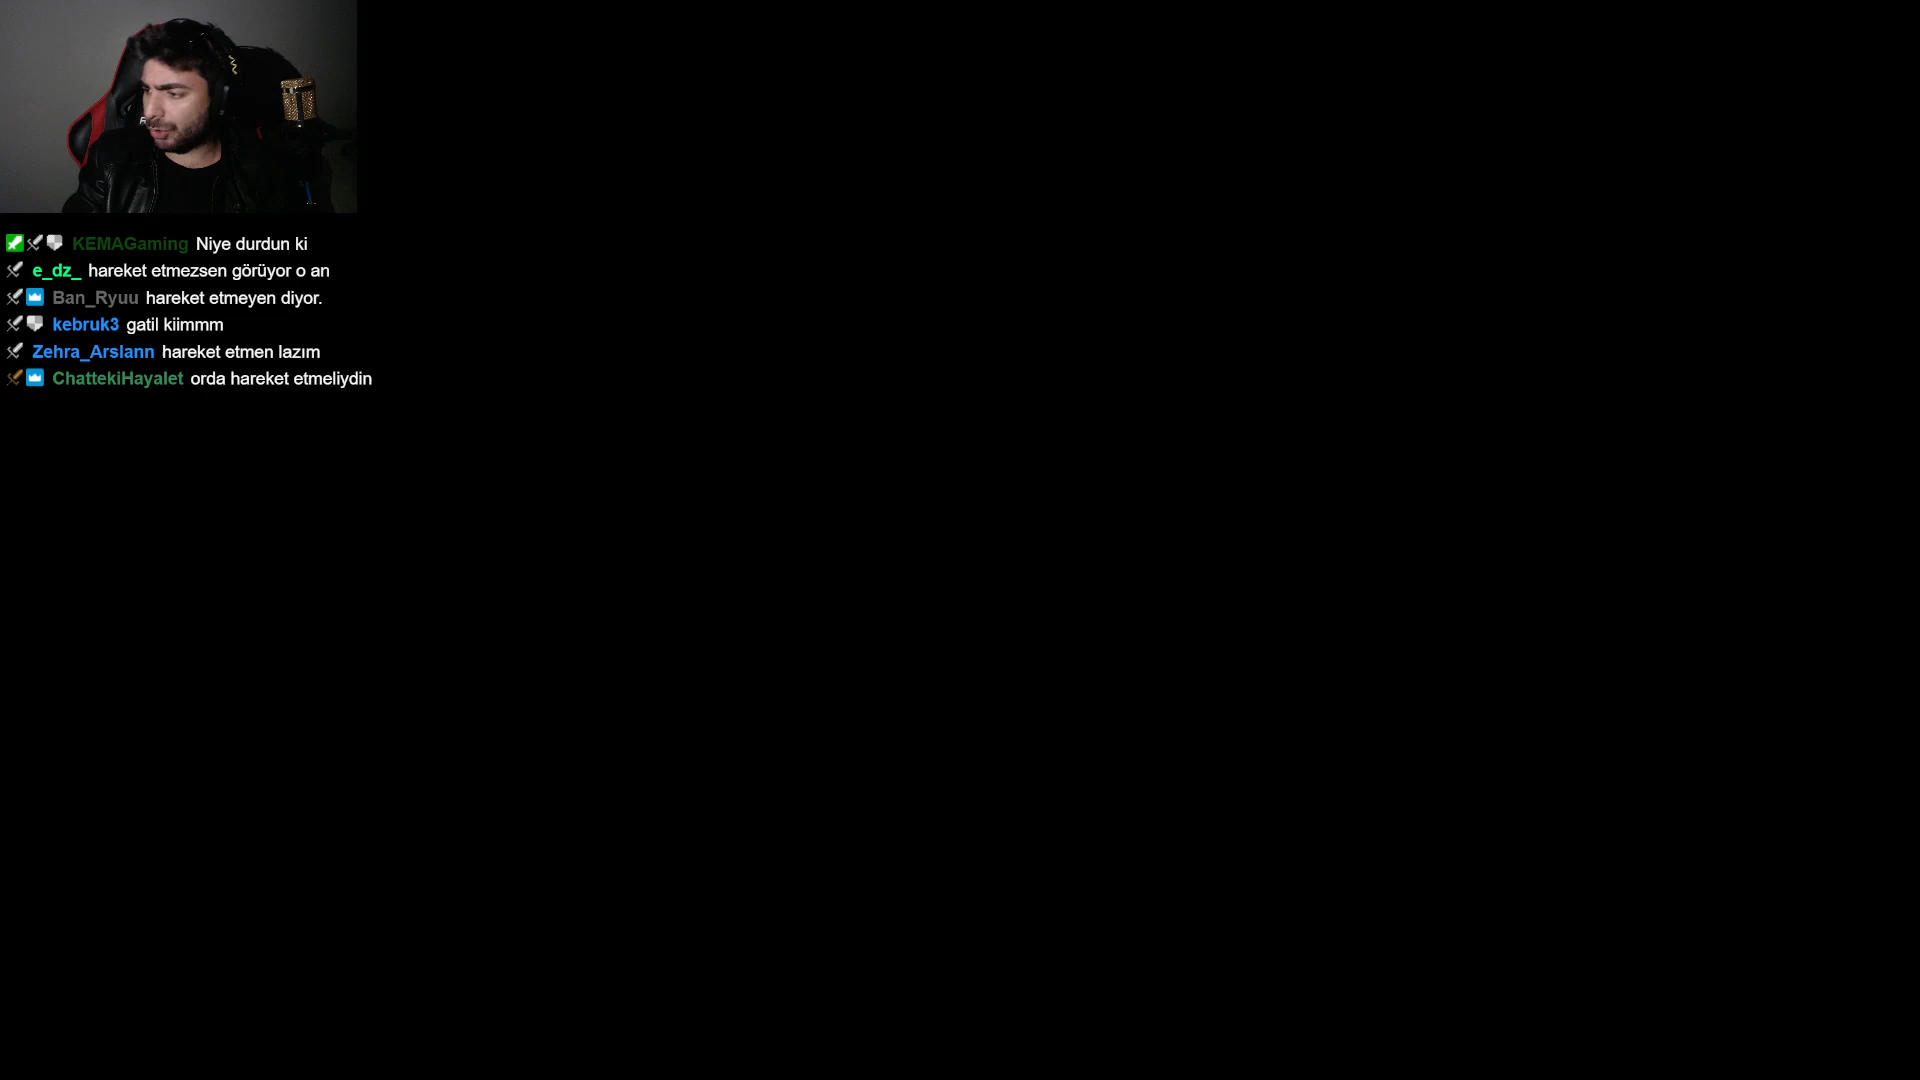 KEMAGaming Niye durdun ki
e_dz_ hareket etmezsen görüyor o an
Ban_Ryuu hareket etmeyen diyor.
kebruk3 gatil kiimmm
Zehra_Arslann hareket etmen lazım
ChattekiHayalet orda hareket etmeliydin